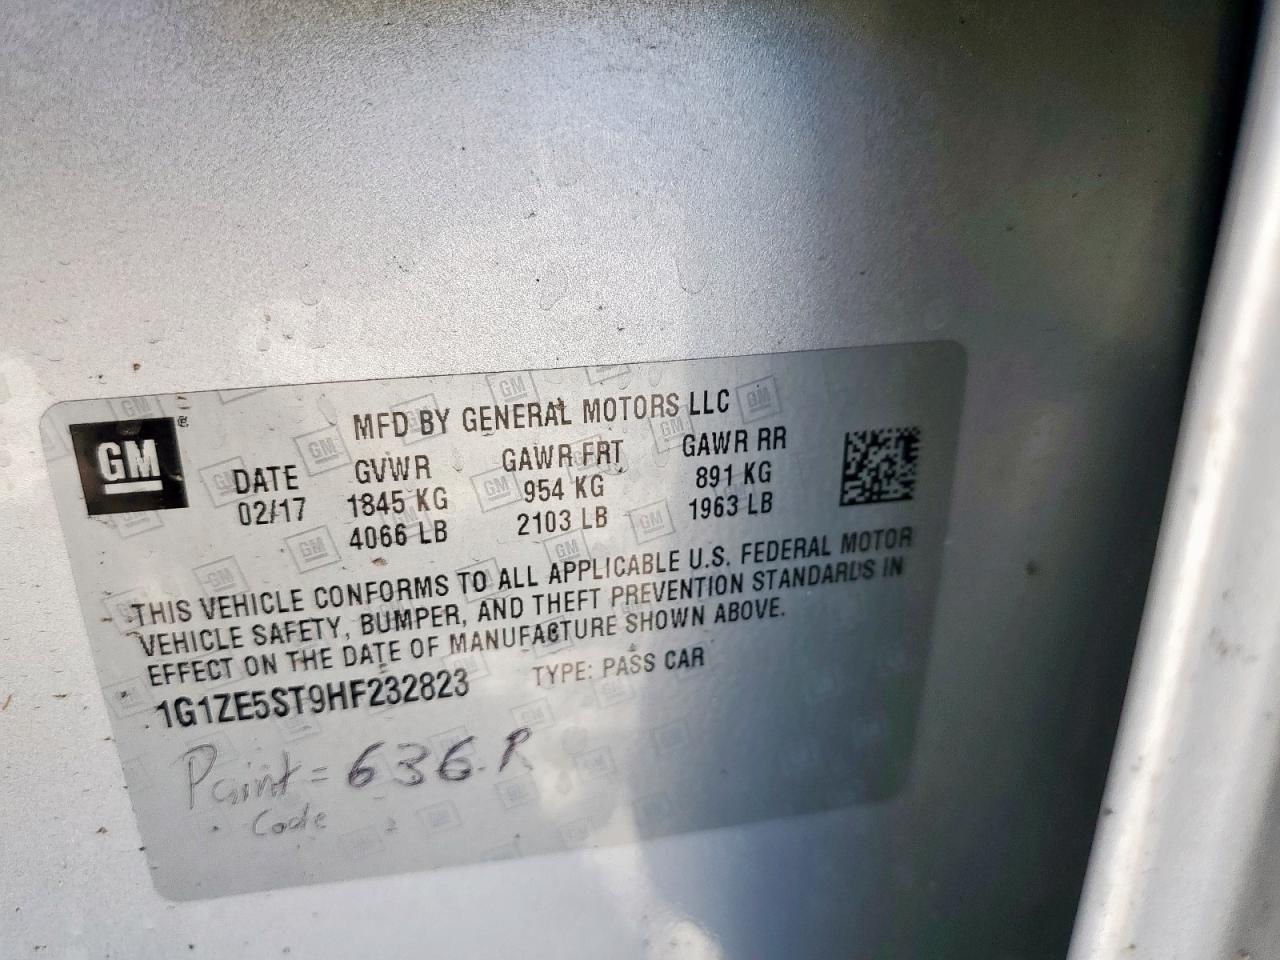 GM ®
MFD BY GENERAL MOTORS LLC
DATE GVWR GAWR FRT GAWR RR
02/17 1845 KG 954 KG 891 KG
4066 LB 2103 LB 1963 LB
THIS VEHICLE CONFORMS TO ALL APPLICABLE U.S. FEDERAL MOTOR
VEHICLE SAFETY, BUMPER, AND THEFT PREVENTION STANDARDS IN
EFFECT ON THE DATE OF MANUFACTURE SHOWN ABOVE.
1G1ZE5ST9HF232823 TYPE: PASS CAR
Paint = 636.R
Code